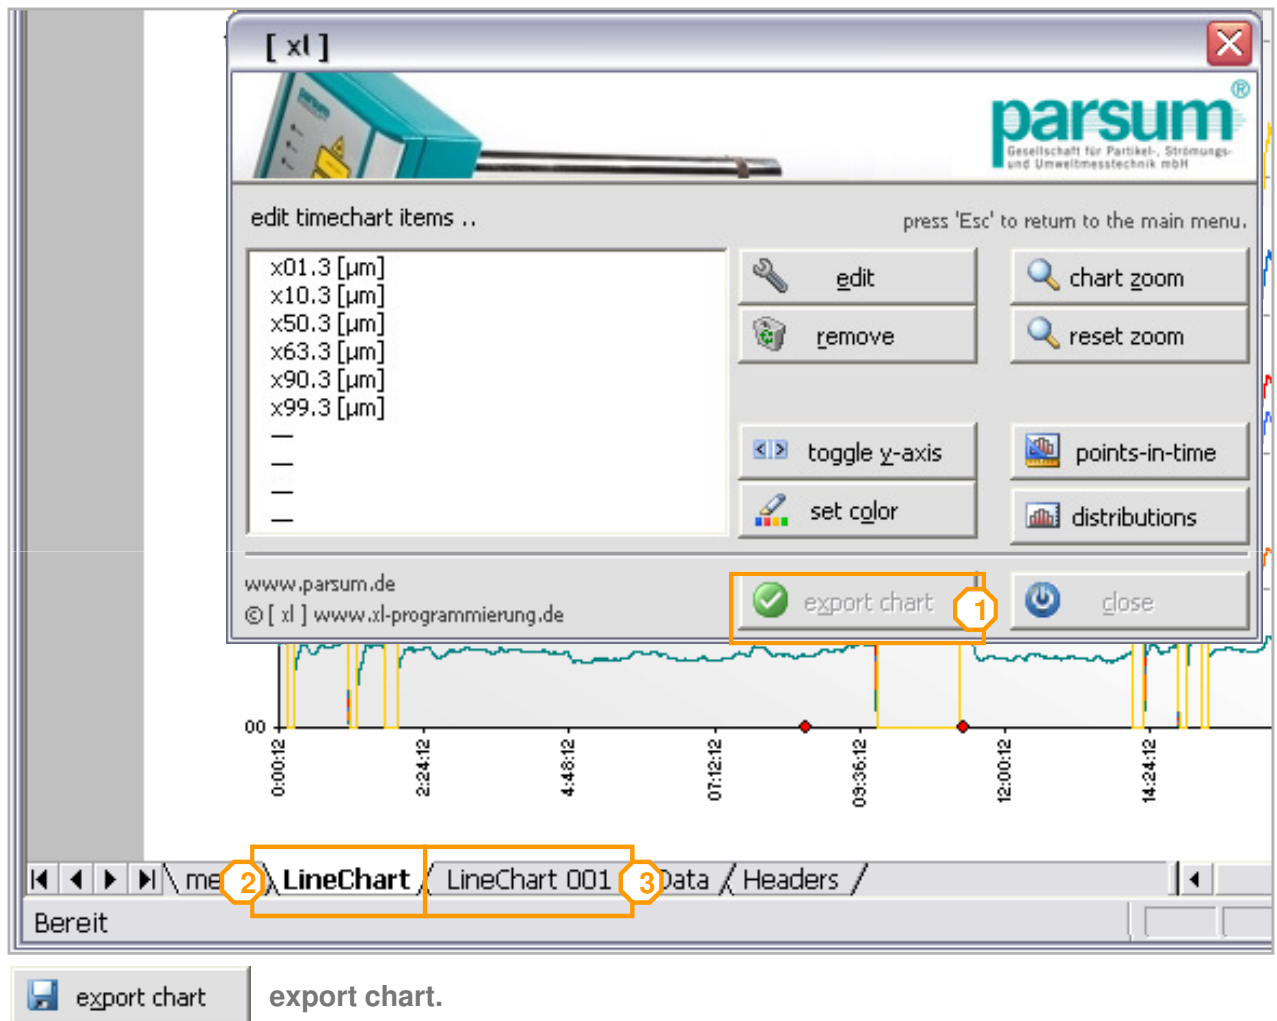 [ xl ]
parsum®
Gesellschaft für Partikel-, Strömungs-
und Umweltmesstechnik mbH
edit timechart items ..
press 'Esc' to return to the main menu.
x01.3 [µm]
x10.3 [µm]
x50.3 [µm]
x63.3 [µm]
x90.3 [µm]
x99.3 [µm]
—
—
—
—
edit
chart zoom
remove
reset zoom
toggle y-axis
points-in-time
set color
distributions
www.parsum.de
© [ xl ] www.xl-programmierung.de
export chart
1
close
00
0:00:12
2:24:12
4:48:12
07:12:12
09:36:12
12:00:12
14:24:12
me
2
LineChart
LineChart 001
3
Data
Headers
Bereit
export chart
export chart.